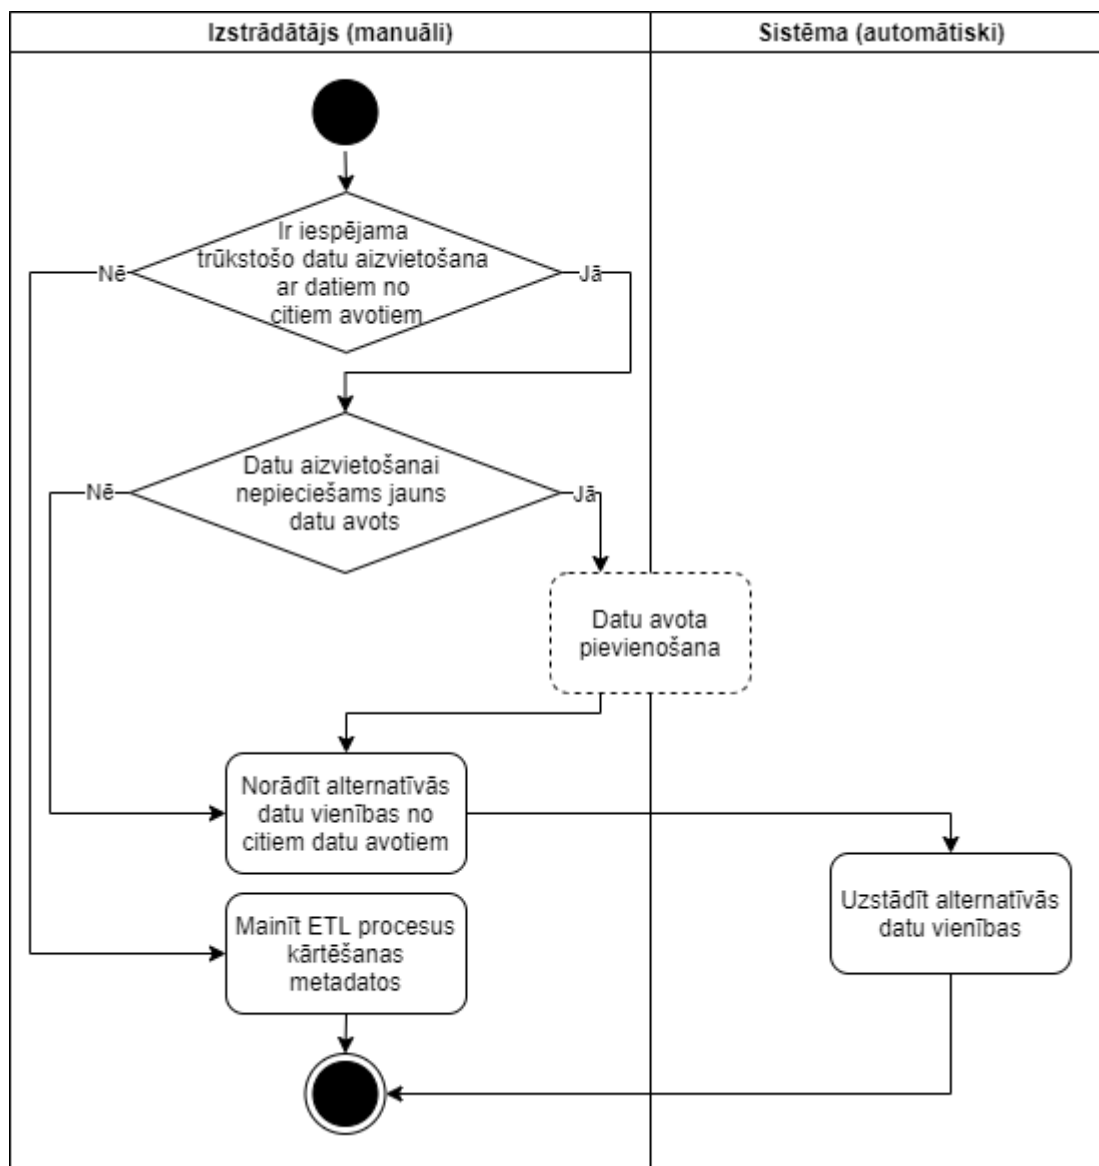 Izstrādātājs (manuāli)
Sistēma (automātiski)
Ir iespējama
trūkstošo datu aizvietošana
ar datiem no
citiem avotiem
Nē
Jā
Datu aizvietošanai
nepieciešams jauns
datu avots
Nē
Jā
Datu avota
pievienošana
Norādīt alternatīvās
datu vienības no
citiem datu avotiem
Uzstādīt alternatīvās
datu vienības
Mainīt ETL procesus
kārtēšanas
metadatos